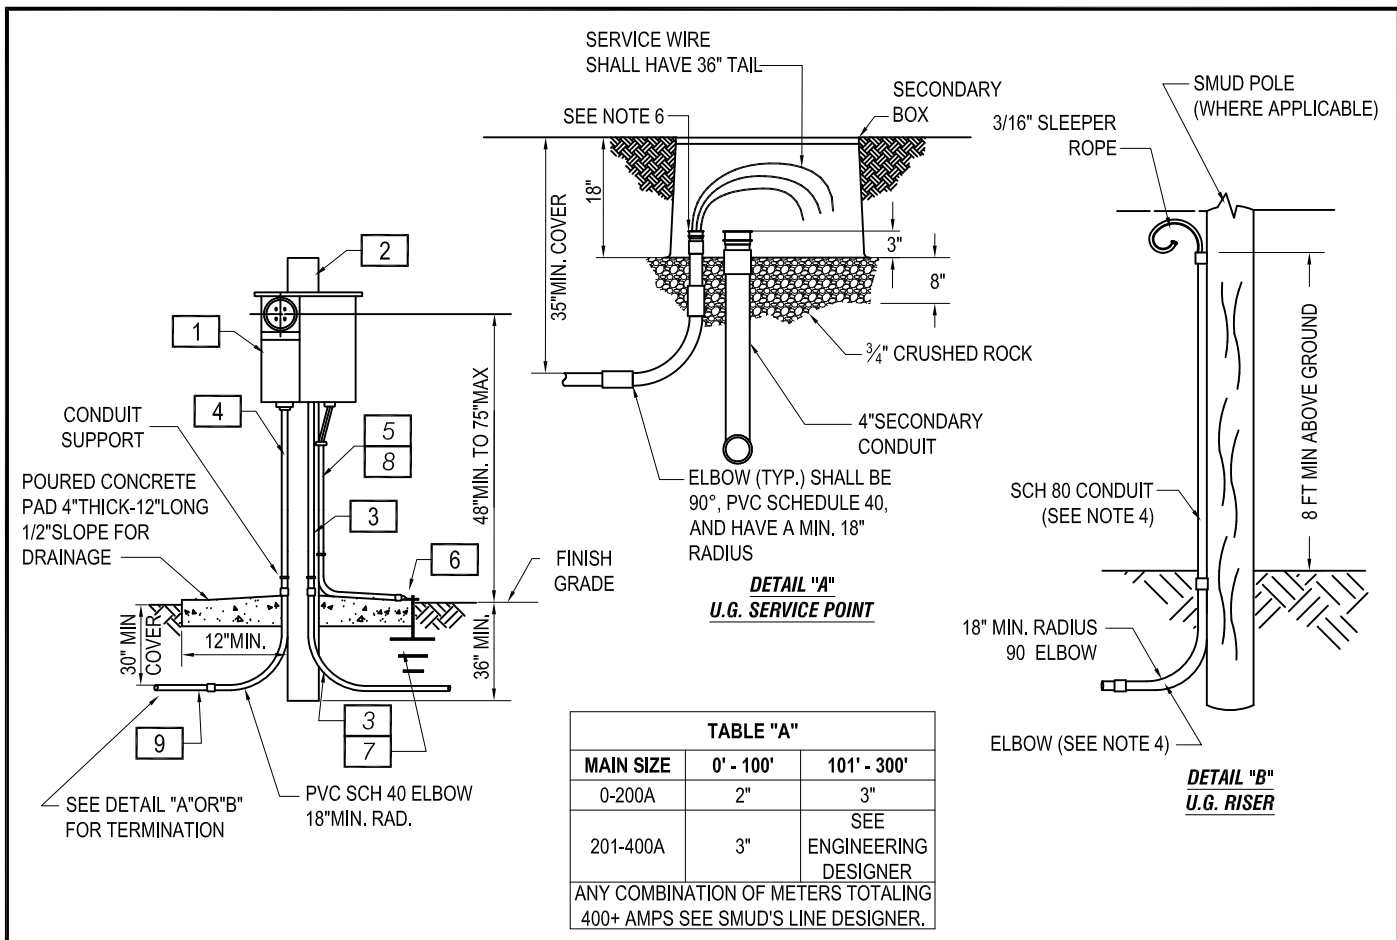 SERVICE WIRE
SHALL HAVE 36" TAIL
SEE NOTE 6
SECONDARY
BOX
35"MIN. COVER
18"
3"
8"
3/4" CRUSHED ROCK
4"SECONDARY
CONDUIT
ELBOW (TYP.) SHALL BE
90°, PVC SCHEDULE 40,
AND HAVE A MIN. 18"
RADIUS
DETAIL "A"
U.G. SERVICE POINT
2
1
4
CONDUIT
SUPPORT
POURED CONCRETE
PAD 4"THICK-12"LONG
1/2"SLOPE FOR
DRAINAGE
5
8
3
6
48"MIN. TO 75"MAX
FINISH
GRADE
36" MIN.
30" MIN
COVER
12"MIN.
9
3
7
SEE DETAIL "A"OR"B"
FOR TERMINATION
PVC SCH 40 ELBOW
18"MIN. RAD.
SMUD POLE
(WHERE APPLICABLE)
3/16" SLEEPER
ROPE
8 FT MIN ABOVE GROUND
SCH 80 CONDUIT
(SEE NOTE 4)
18" MIN. RADIUS
90 ELBOW
ELBOW (SEE NOTE 4)
DETAIL "B"
U.G. RISER
TABLE "A"
MAIN SIZE 0' - 100' 101' - 300'
0-200A 2" 3"
201-400A 3" SEE
ENGINEERING
DESIGNER
ANY COMBINATION OF METERS TOTALING
400+ AMPS SEE SMUD'S LINE DESIGNER.